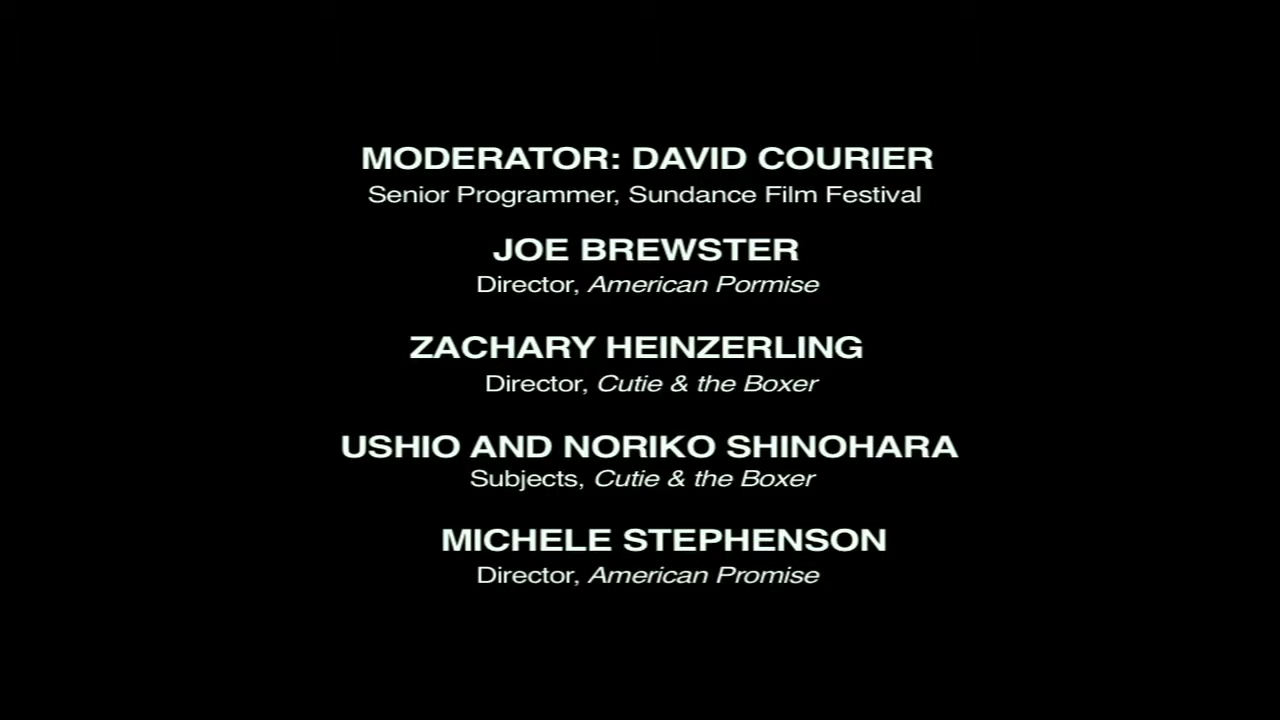 MODERATOR: DAVID COURIER
Senior Programmer, Sundance Film Festival
JOE BREWSTER
Director, American Pormise
ZACHARY HEINZERLING
Director, Cutie & the Boxer
USHIO AND NORIKO SHINOHARA
Subjects, Cutie & the Boxer
MICHELE STEPHENSON
Director, American Promise